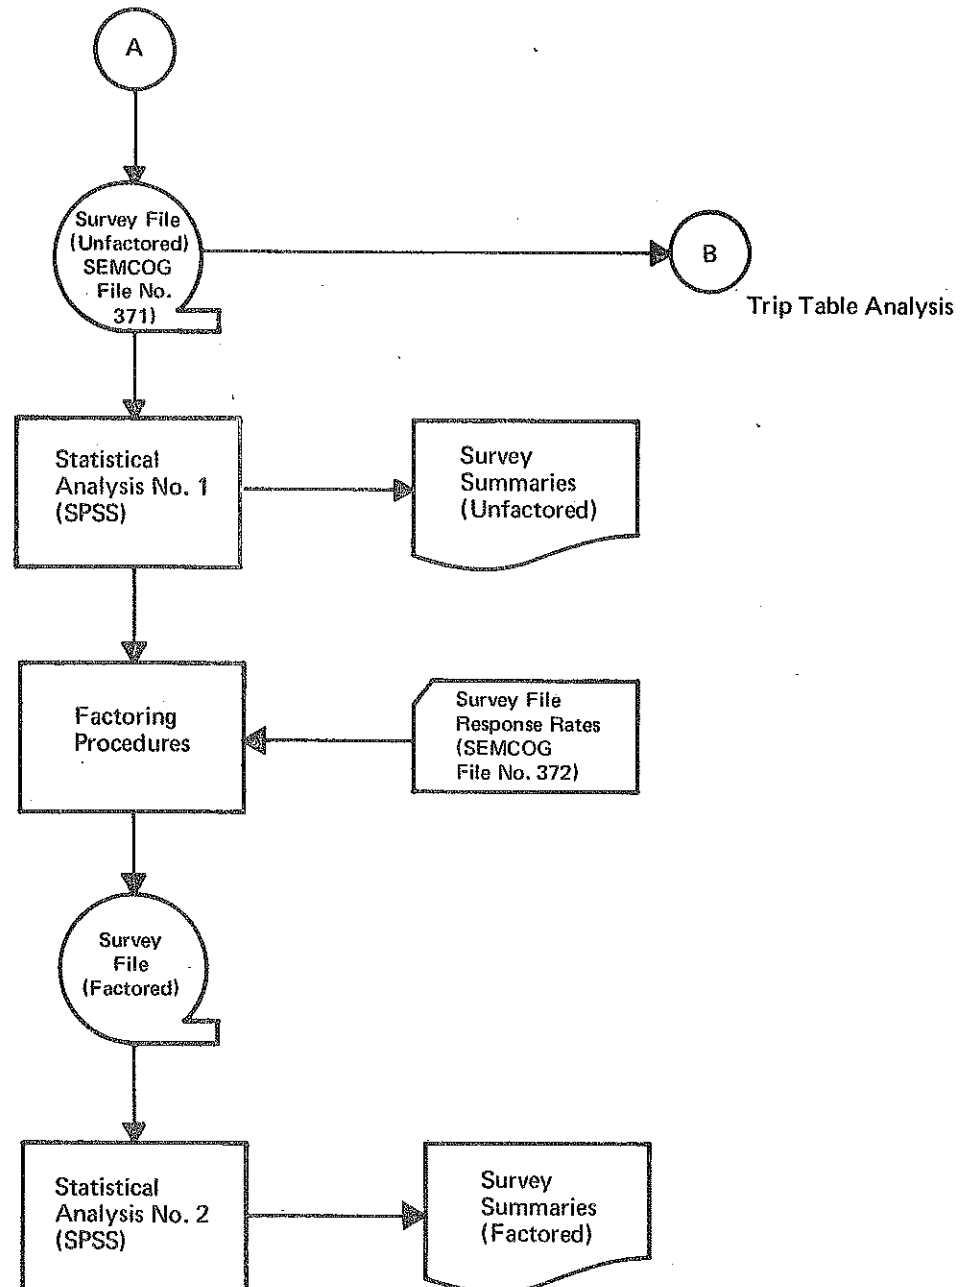 A
Survey File
(Unfactored)
SEMCOG
File No.
371)
B
Trip Table Analysis
Statistical
Analysis No. 1
(SPSS)
Survey
Summaries
(Unfactored)
Factoring
Procedures
Survey File
Response Rates
(SEMCOG
File No. 372)
Survey
File
(Factored)
Statistical
Analysis No. 2
(SPSS)
Survey
Summaries
(Factored)